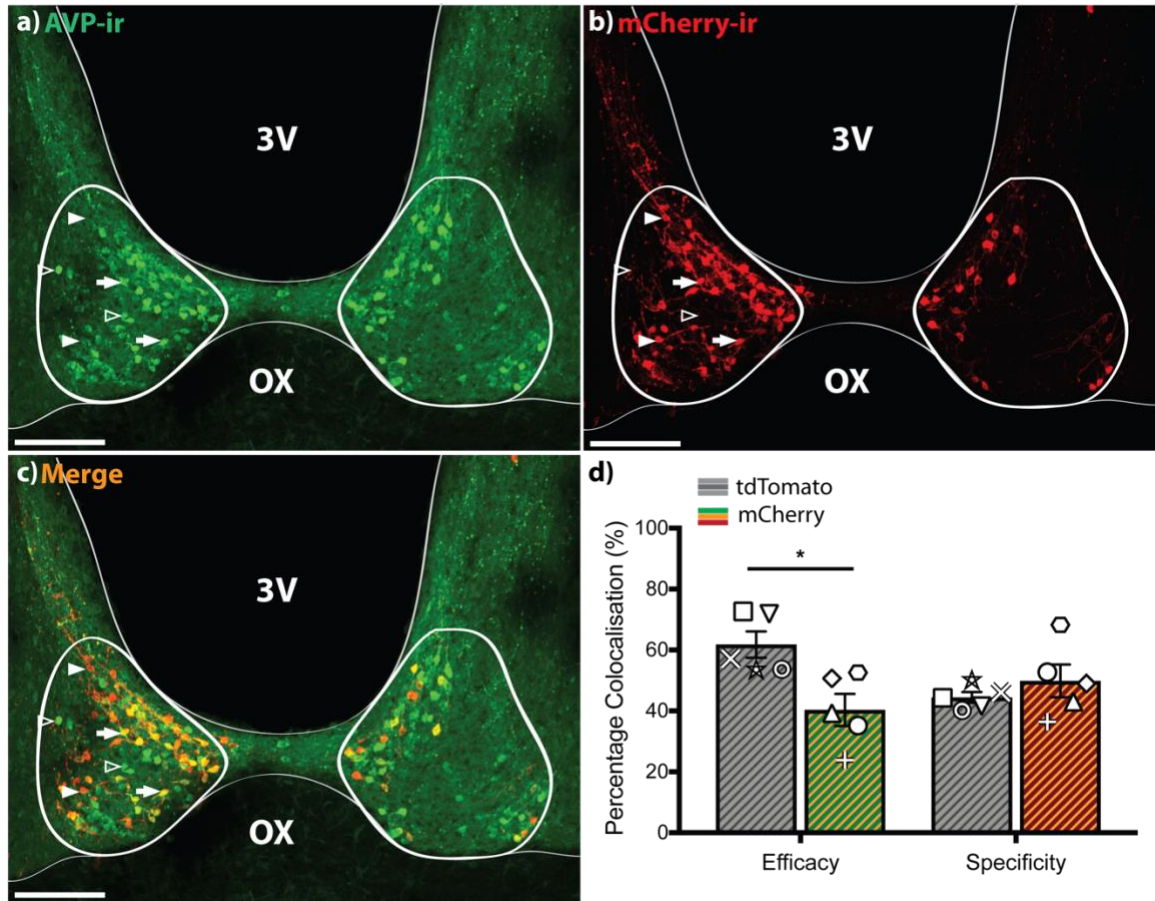 a) AVP-ir
3V
OX
b) mCherry-ir
3V
OX
c) Merge
3V
OX
d)
tdTomato
mCherry
*
Percentage Colocalisation (%)
100
80
60
40
20
0
Efficacy
Specificity